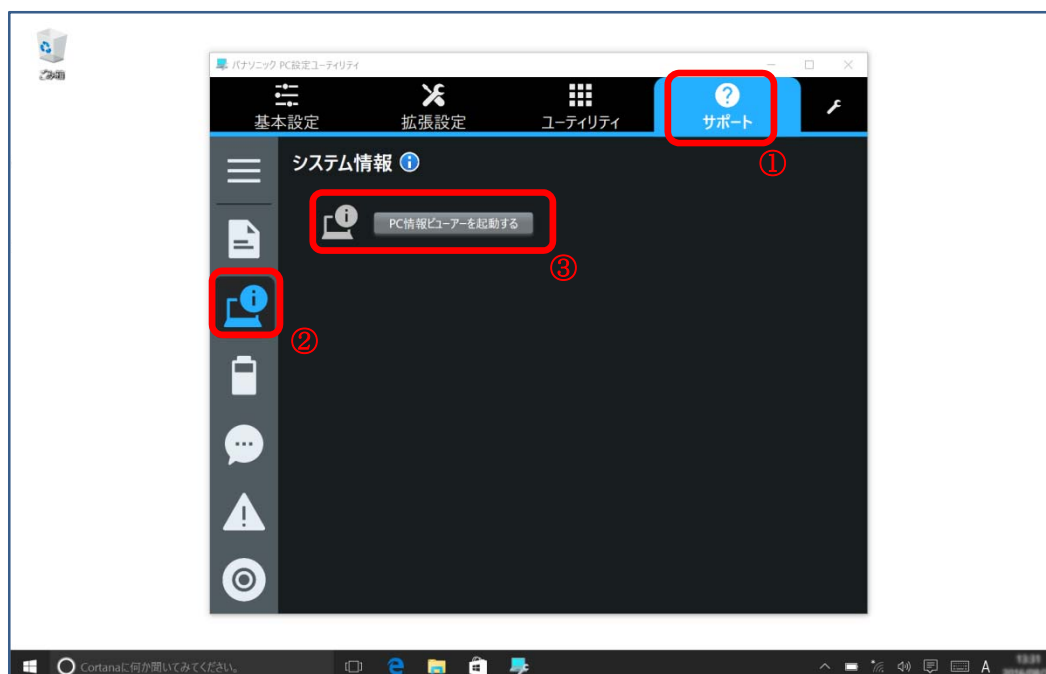 ごみ箱
パナソニック PC設定ユーティリティ
基本設定
拡張設定
ユーティリティ
サポート
①
システム情報
PC情報ビューアーを起動する
③
②
Cortanaに何か聞いてみてください。
A
13:31